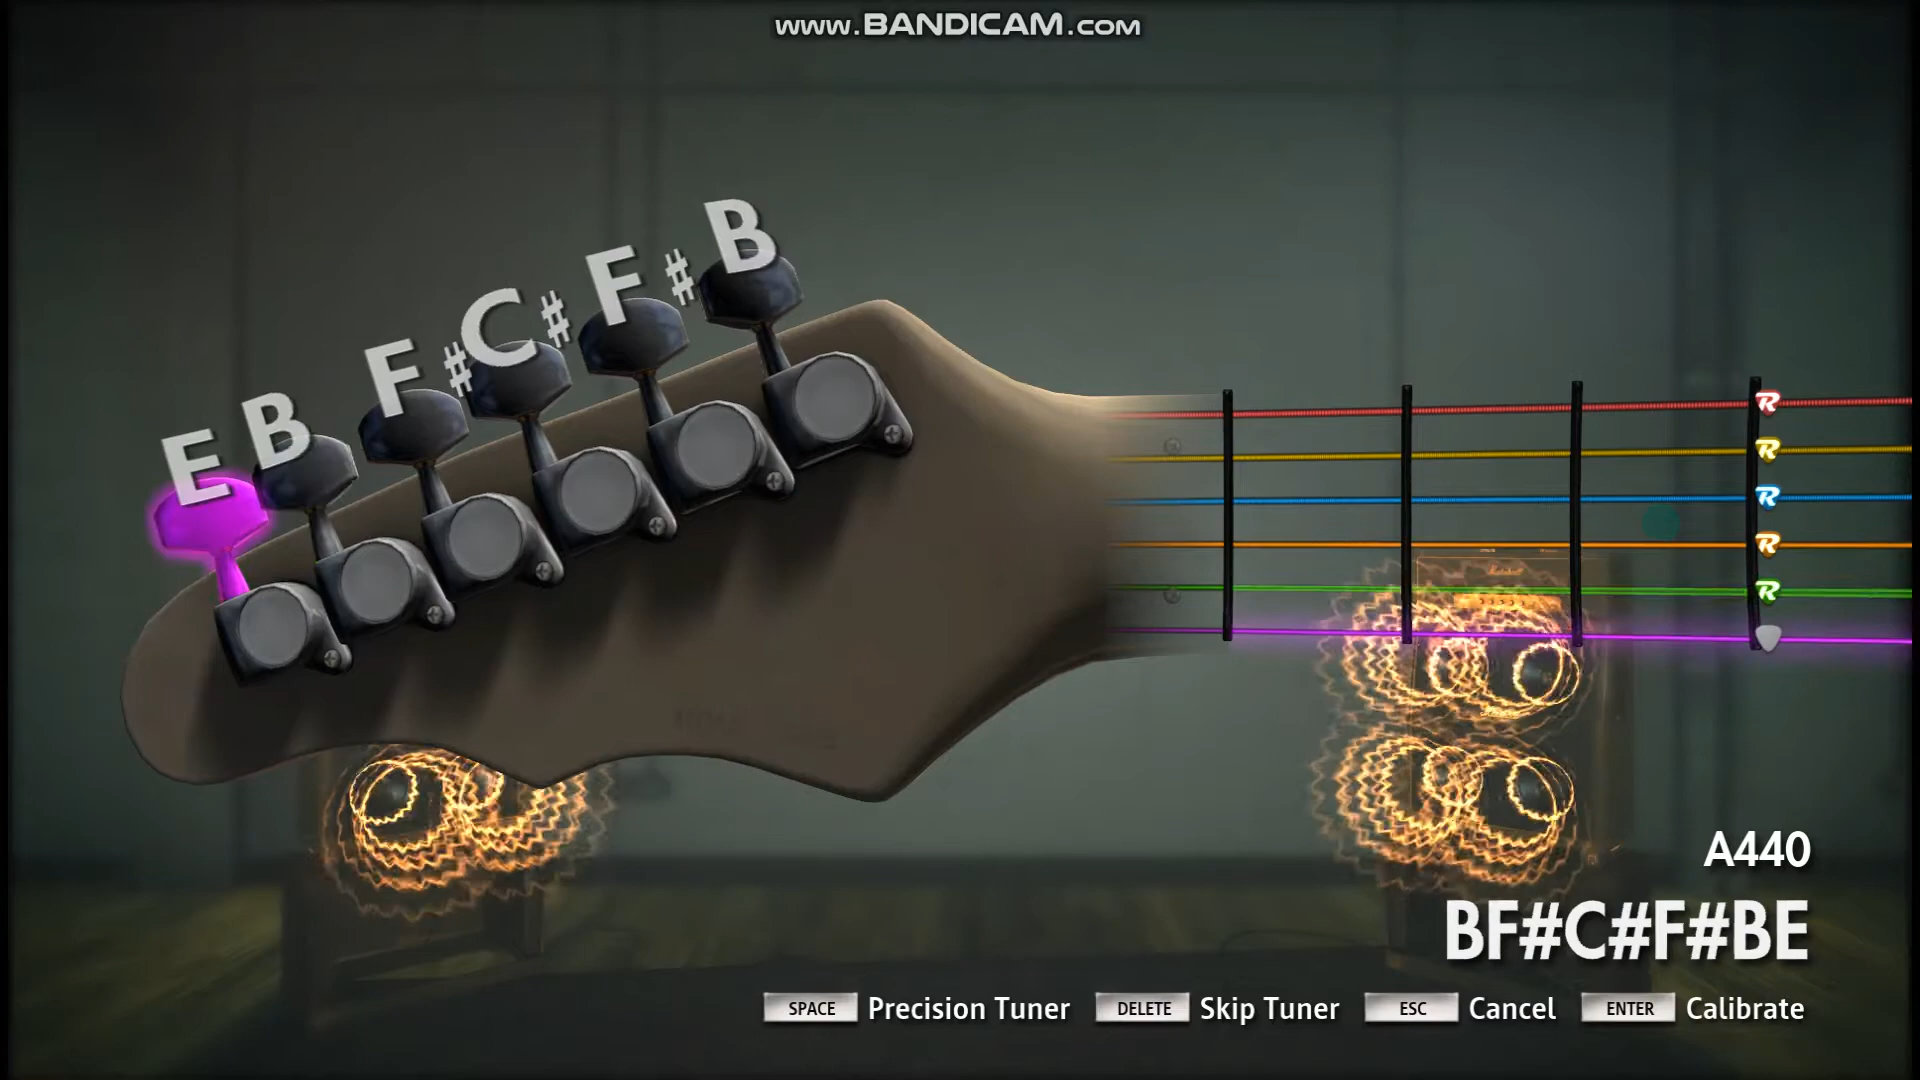 www.BANDICAM.com
E B F# C# F# B
R
R
R
R
R
A440
BF#C#F#BE
SPACE Precision Tuner DELETE Skip Tuner ESC Cancel ENTER Calibrate